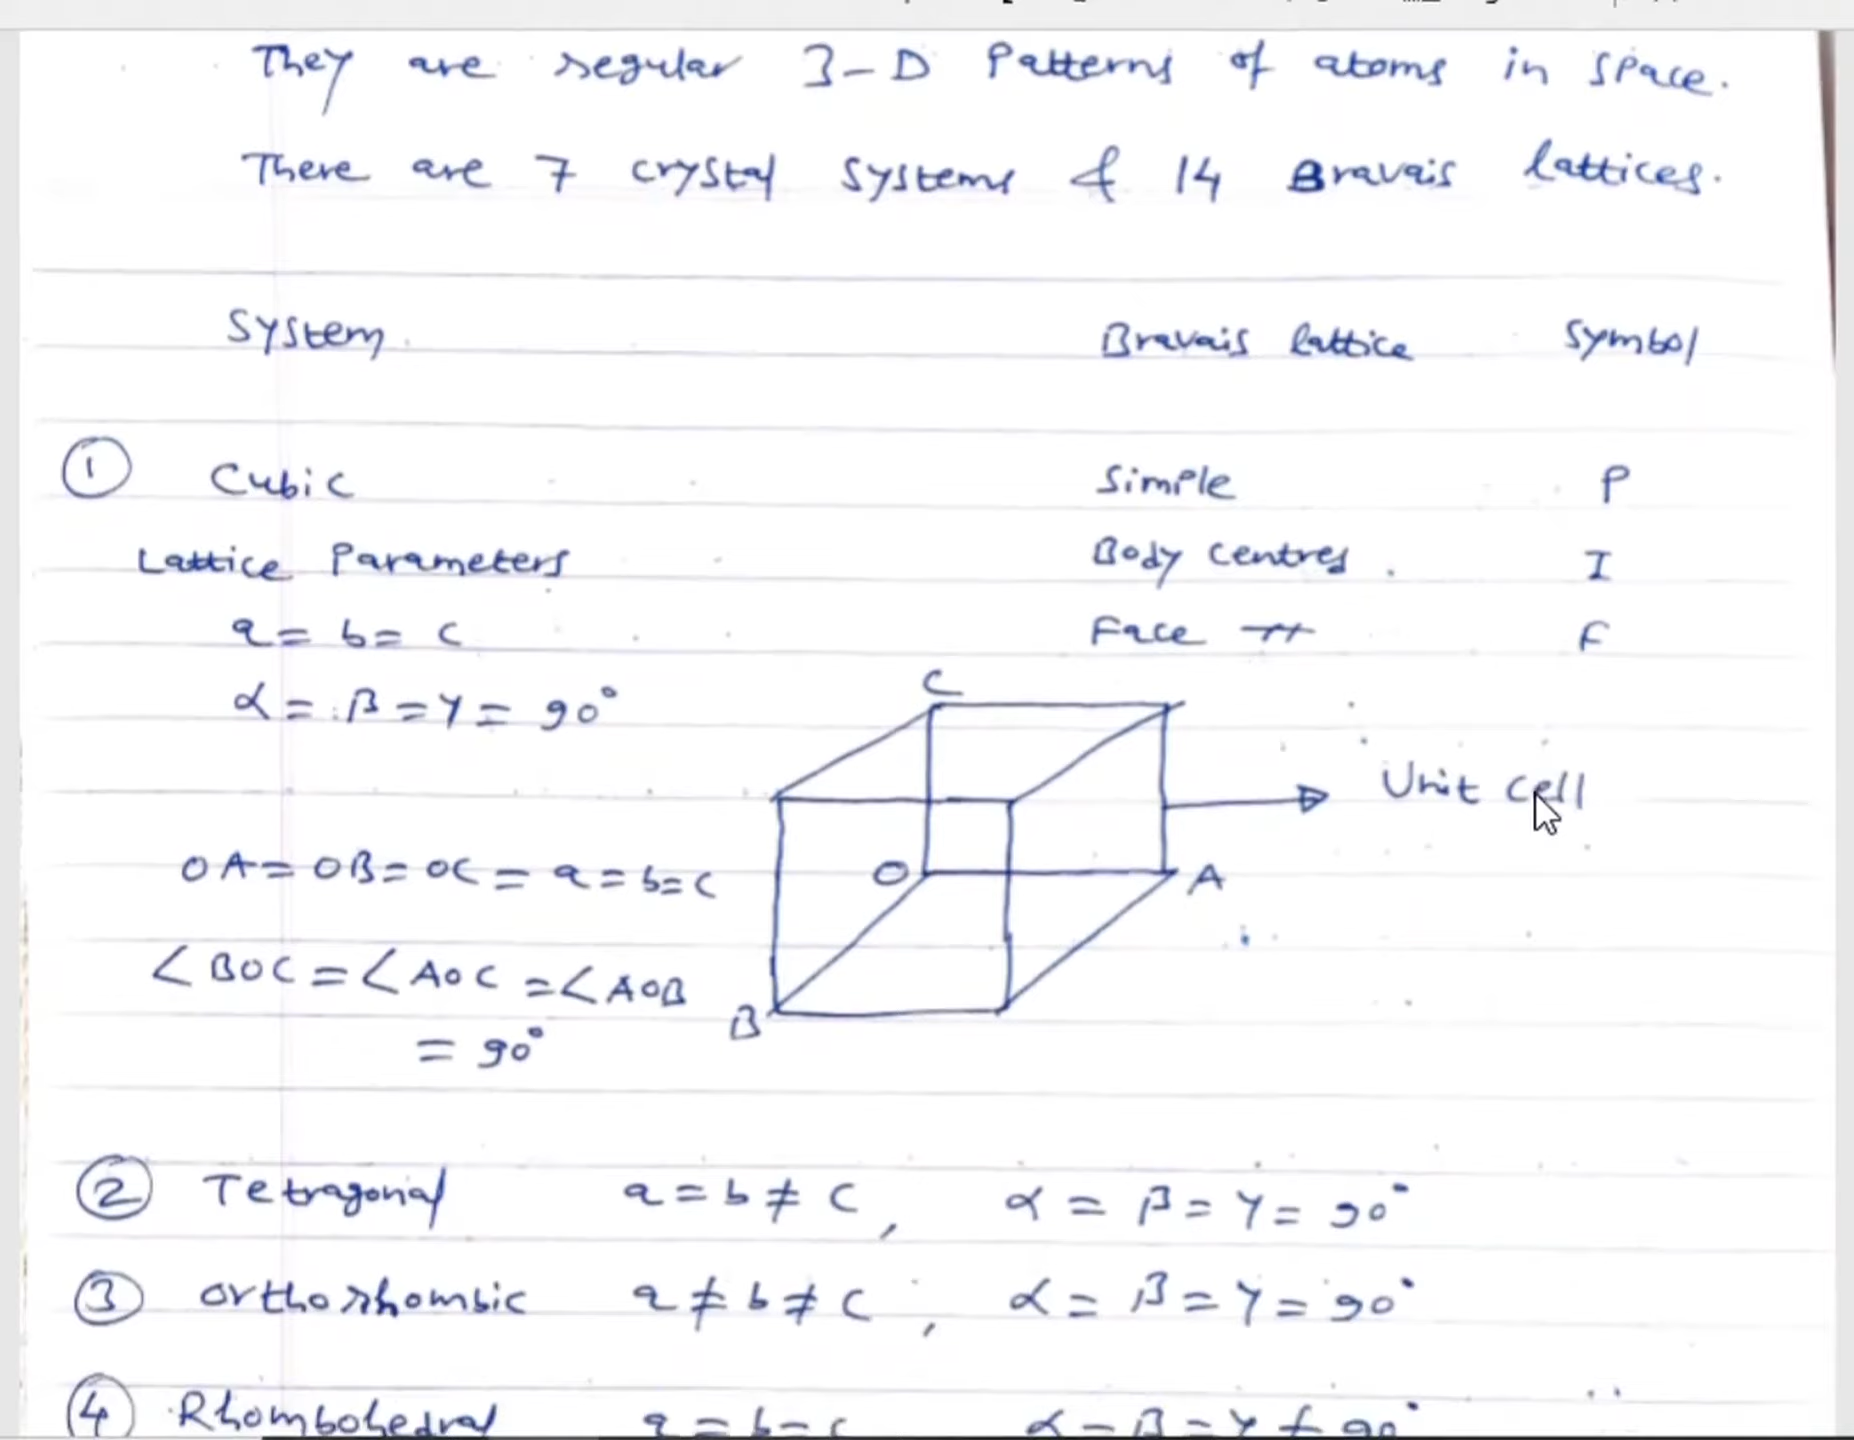 They are regular 3-D Patterns of atoms in space.
There are 7 crystal systems & 14 Bravais lattices.
System Bravais lattice Symbol
① Cubic Simple P
Lattice Parameters Body centred. I
a = b = c Face -"- F
α = β = γ = 90°
C
Unit cell
OA = OB = OC = a = b = c O A
∠BOC = ∠AOC = ∠AOB
B
= 90°
② Tetragonal a = b ≠ c, α = β = γ = 90°
③ Orthorhombic a ≠ b ≠ c, α = β = γ = 90°
④ Rhombohedral a = b = c α = β = γ ≠ 90°